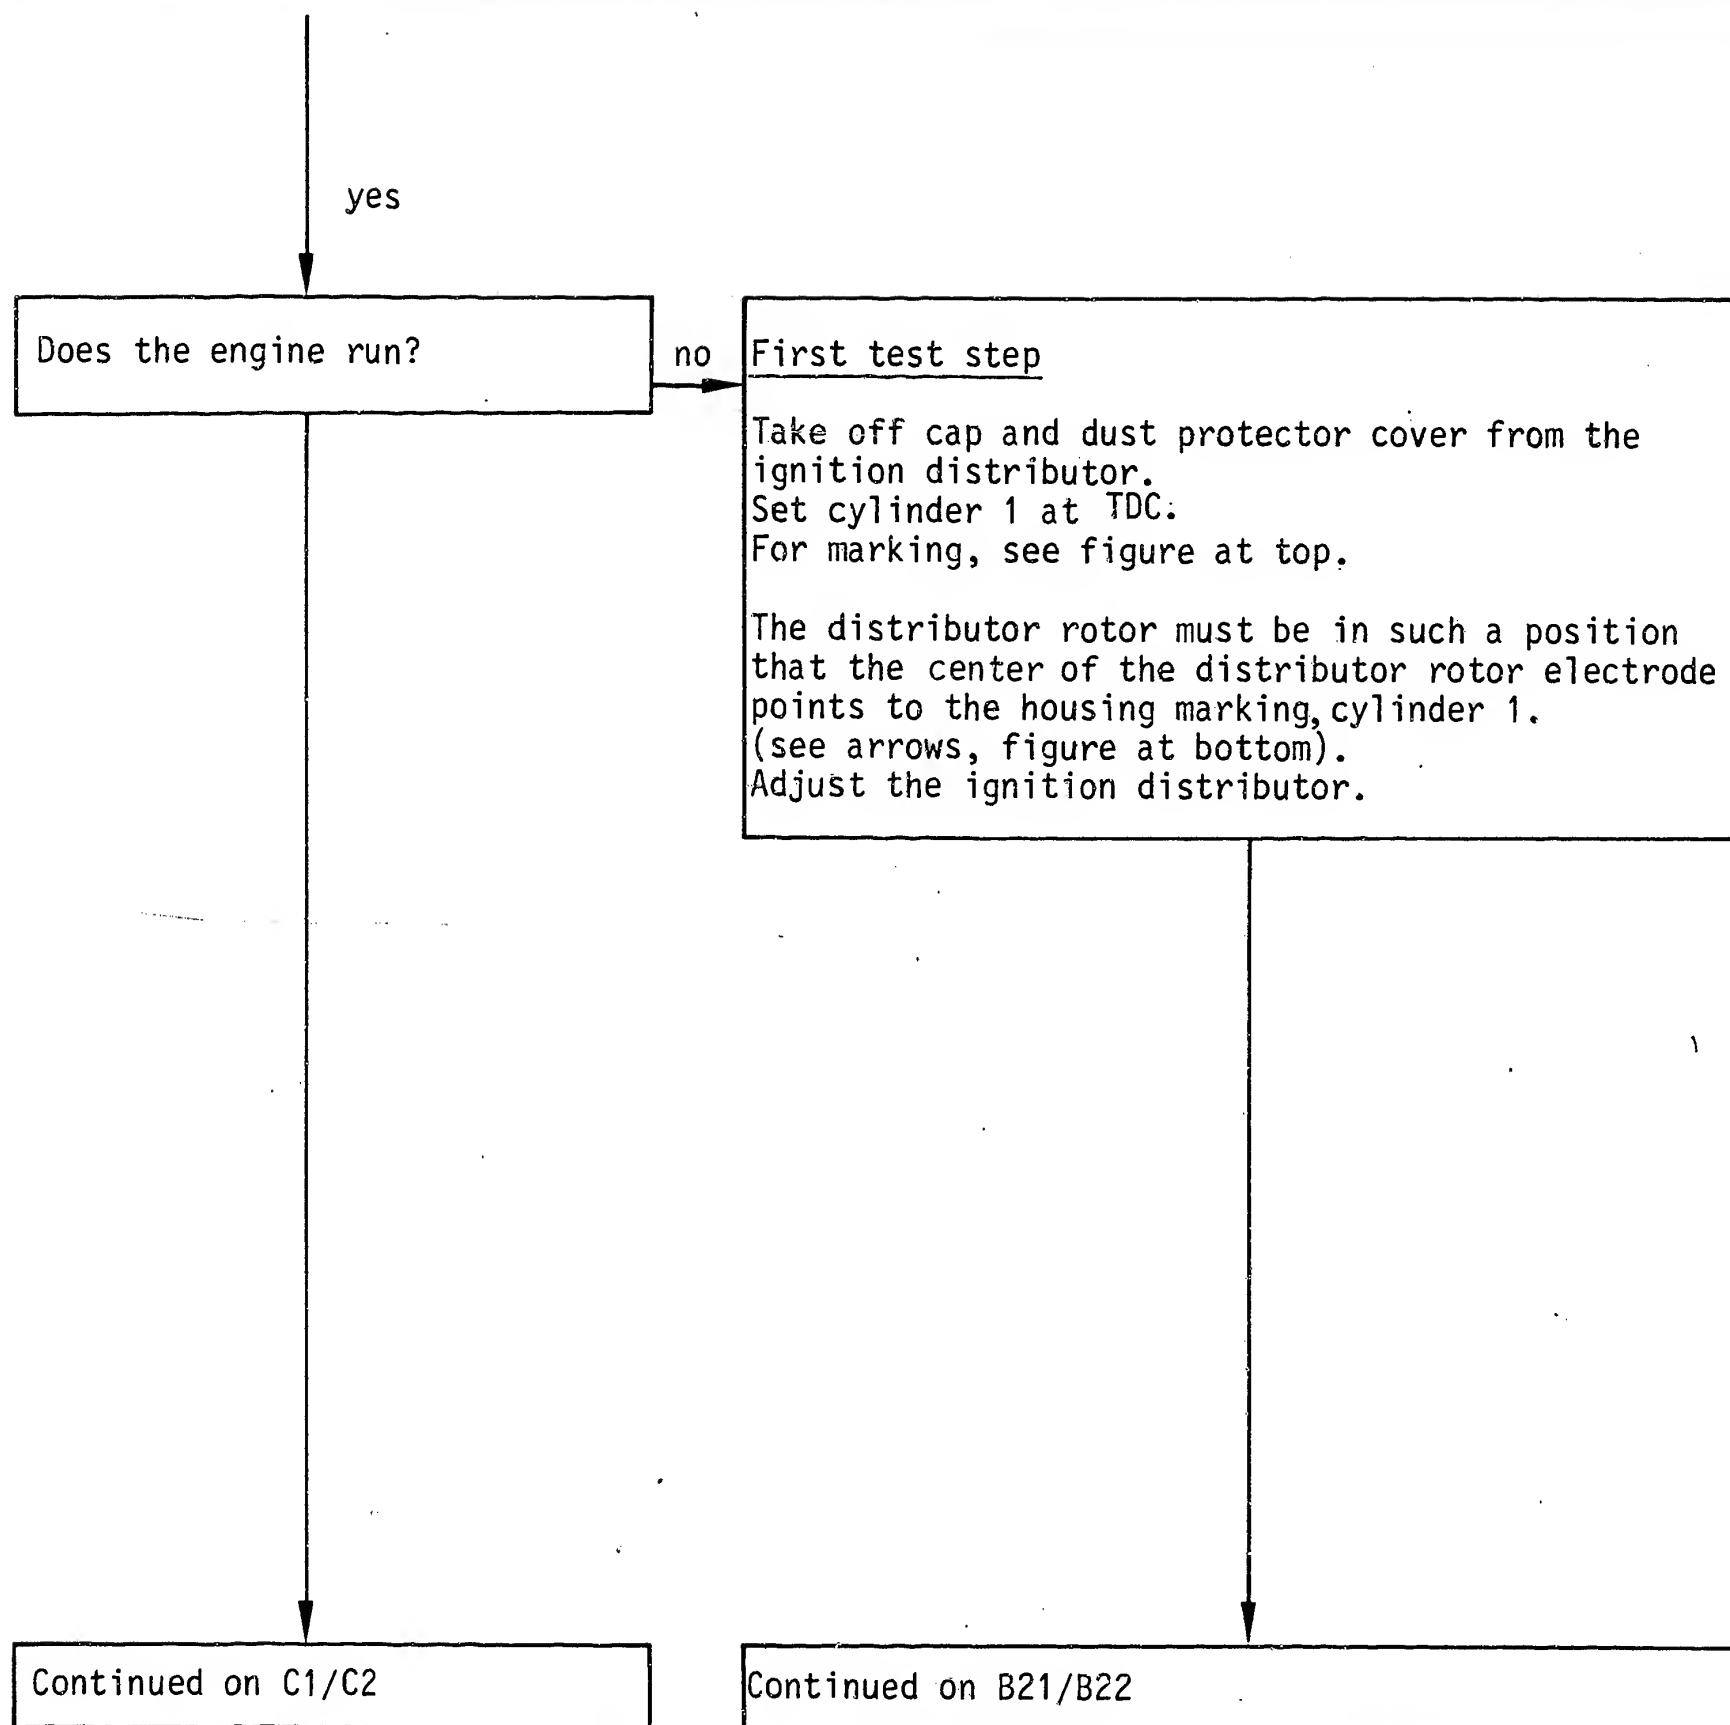 yes
Does the engine run?
no
First test step
Take off cap and dust protector cover from the
ignition distributor.
Set cylinder 1 at TDC.
For marking, see figure at top.
The distributor rotor must be in such a position
that the center of the distributor rotor electrode
points to the housing marking, cylinder 1.
(see arrows, figure at bottom).
Adjust the ignition distributor.
Continued on C1/C2
Continued on B21/B22